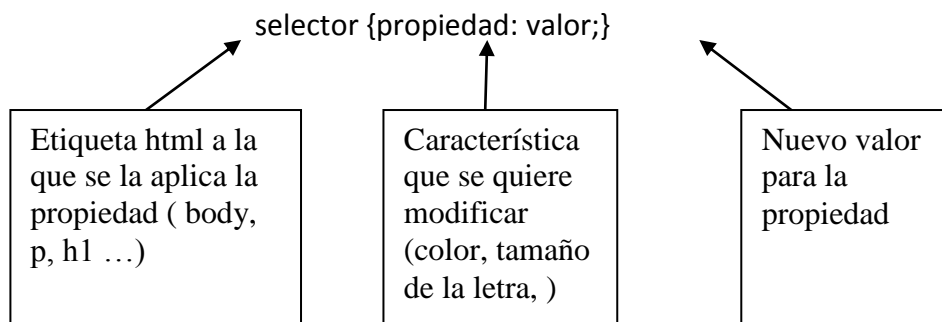 selector {propiedad: valor;}
Etiqueta html a la
que se la aplica la
propiedad ( body,
p, h1 …)
Característica
que se quiere
modificar
(color, tamaño
de la letra, )
Nuevo valor
para la
propiedad